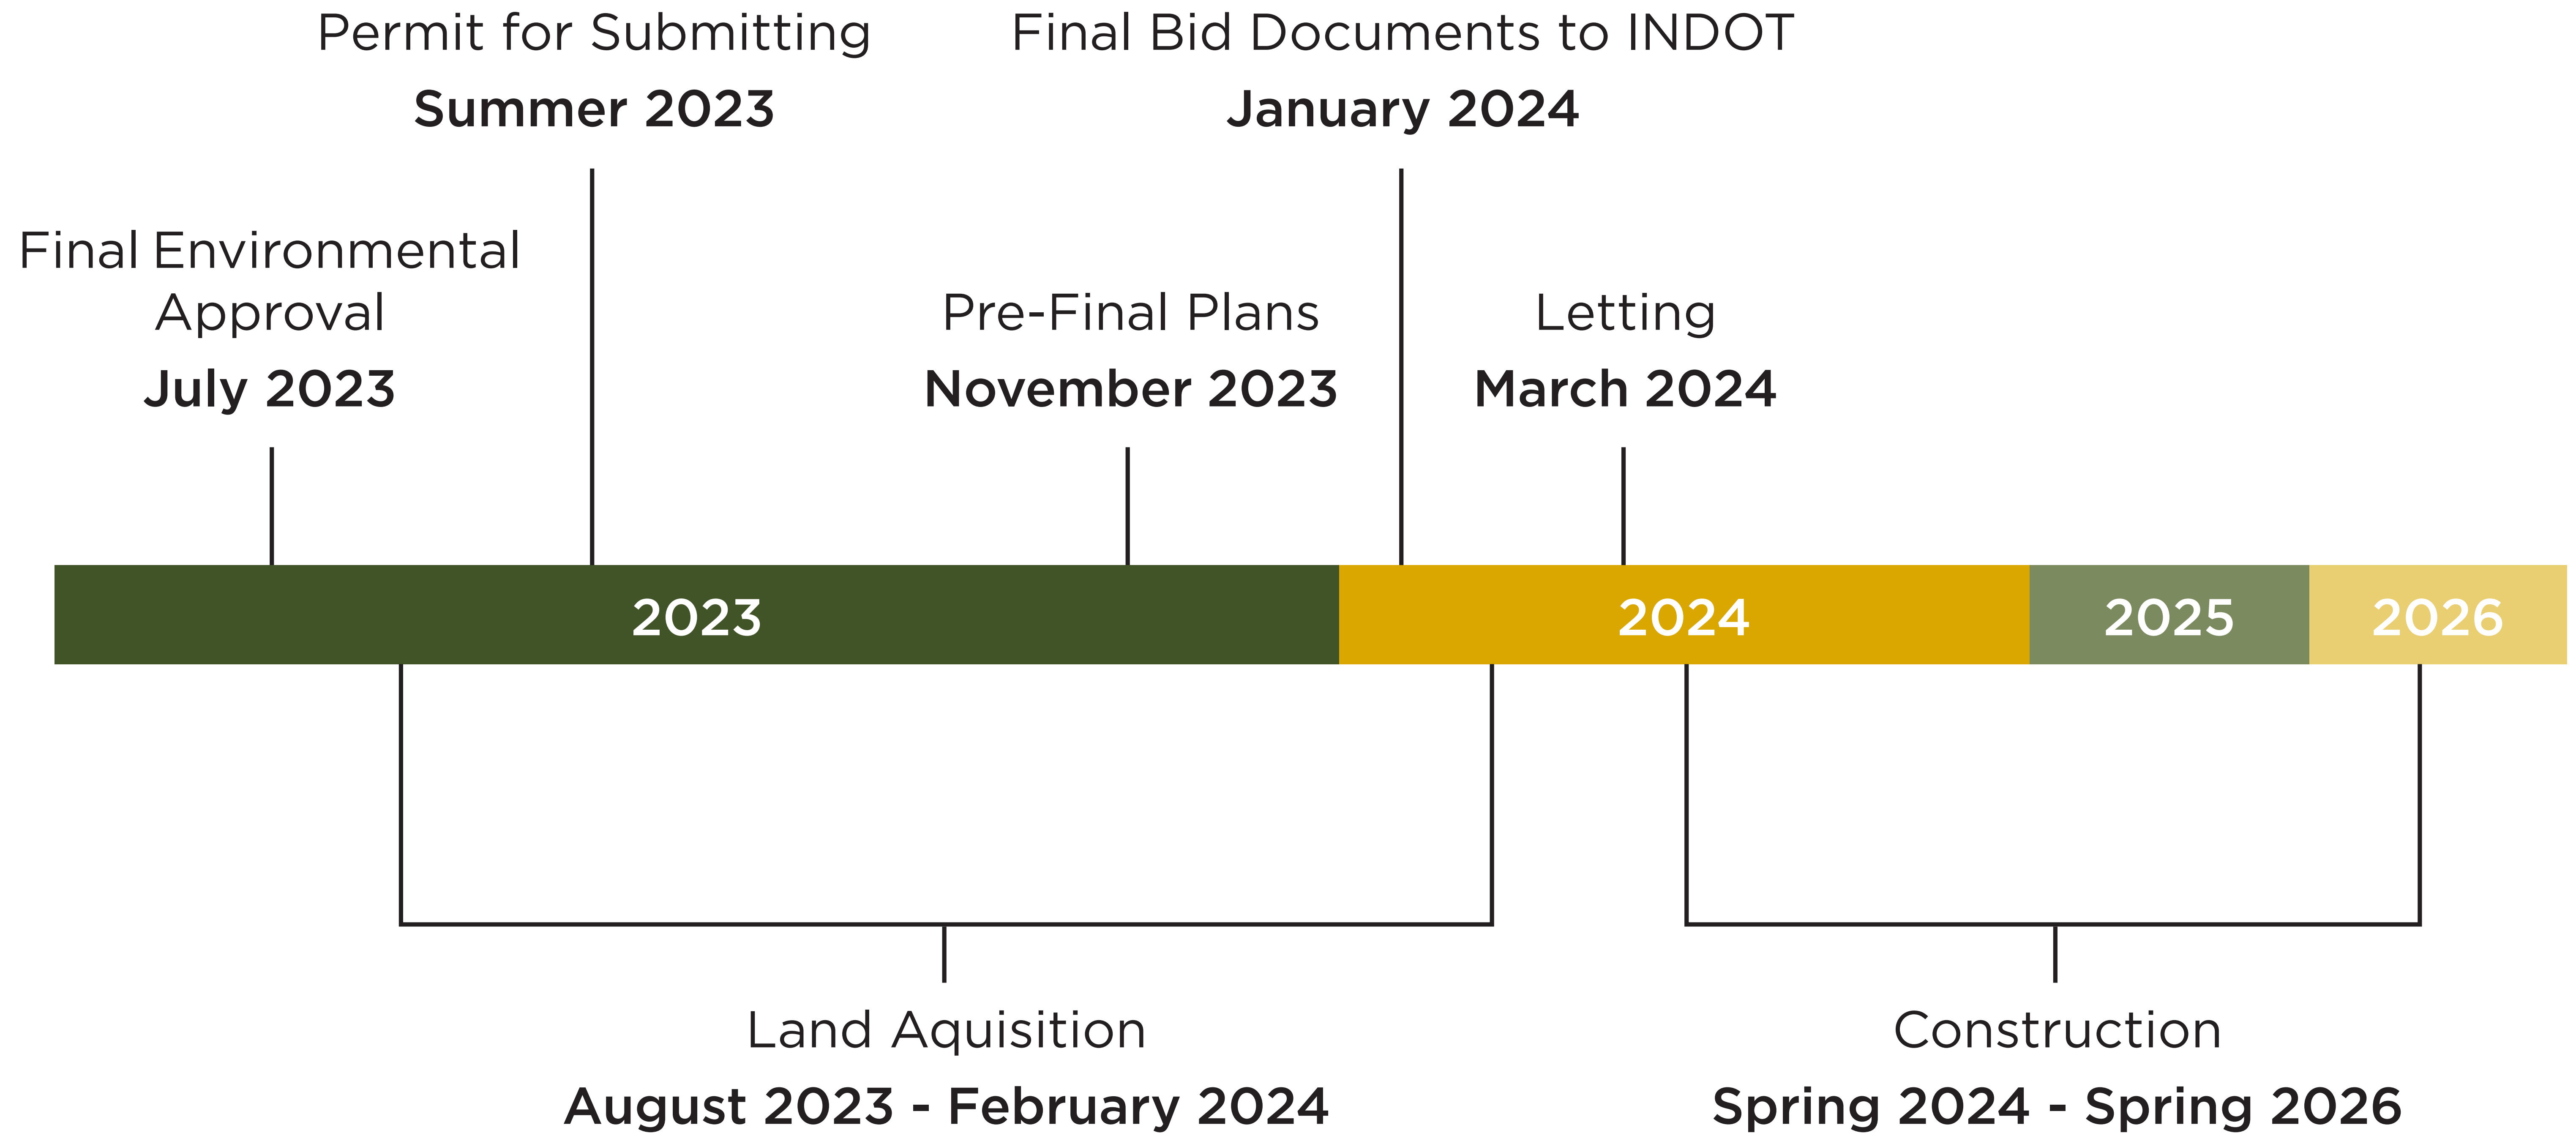 Permit for Submitting
Summer 2023
Final Bid Documents to INDOT
January 2024
Final Environmental
Approval
July 2023
Pre-Final Plans
November 2023
Letting
March 2024
2023
2024
2025
2026
Land Aquisition
August 2023 - February 2024
Construction
Spring 2024 - Spring 2026